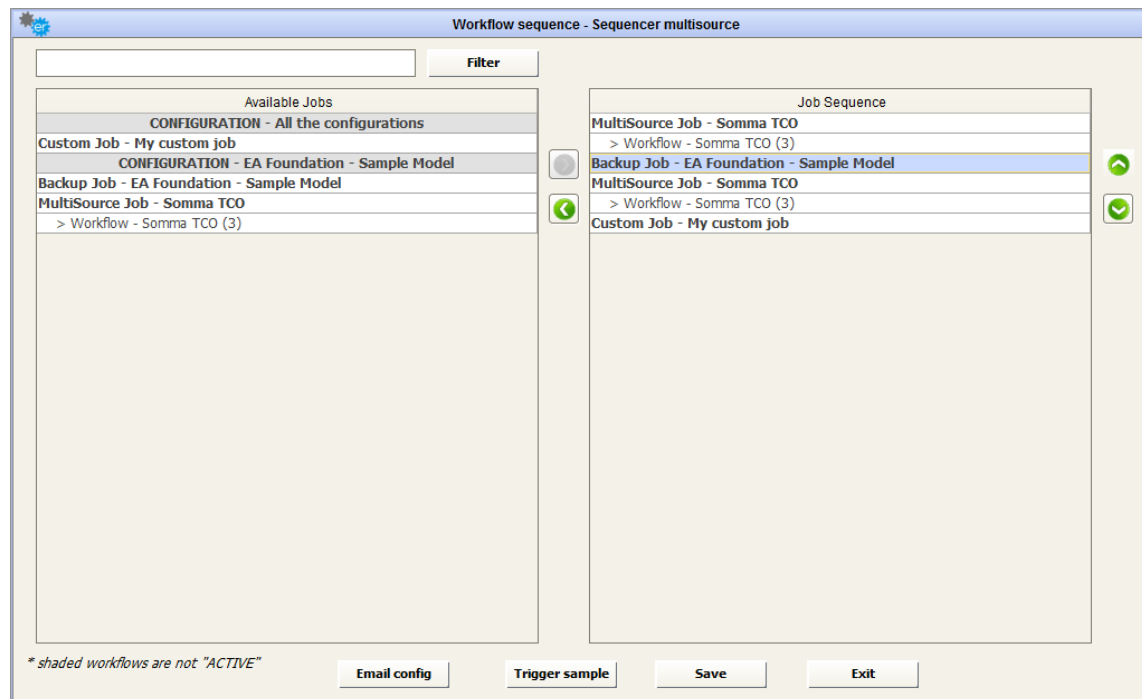 er
Workflow sequence - Sequencer multisource
Filter
Available Jobs
CONFIGURATION - All the configurations
Custom Job - My custom job
CONFIGURATION - EA Foundation - Sample Model
Backup Job - EA Foundation - Sample Model
MultiSource Job - Somma TCO
> Workflow - Somma TCO (3)
Job Sequence
MultiSource Job - Somma TCO
> Workflow - Somma TCO (3)
Backup Job - EA Foundation - Sample Model
MultiSource Job - Somma TCO
> Workflow - Somma TCO (3)
Custom Job - My custom job
* shaded workflows are not "ACTIVE"
Email config
Trigger sample
Save
Exit